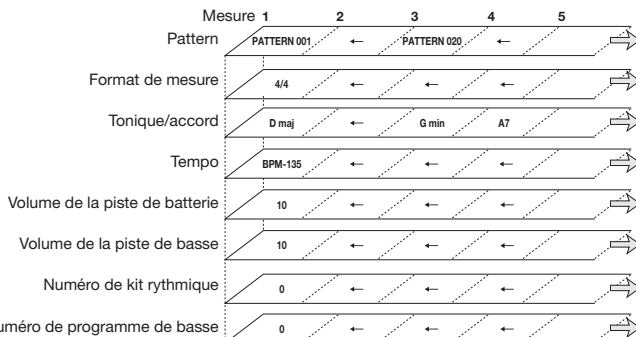 Mesure 1 2 3 4 5
Pattern PATTERN 001 ← PATTERN 020 ←
Format de mesure 4/4 ← ← ←
Tonique/accord D maj ← G min A7
Tempo BPM-135 ← ← ←
Volume de la piste de batterie 10 ← ← ←
Volume de la piste de basse 10 ← ← ←
Numéro de kit rythmique 0 ← ← ←
uméro de programme de basse 0 ← ← ←